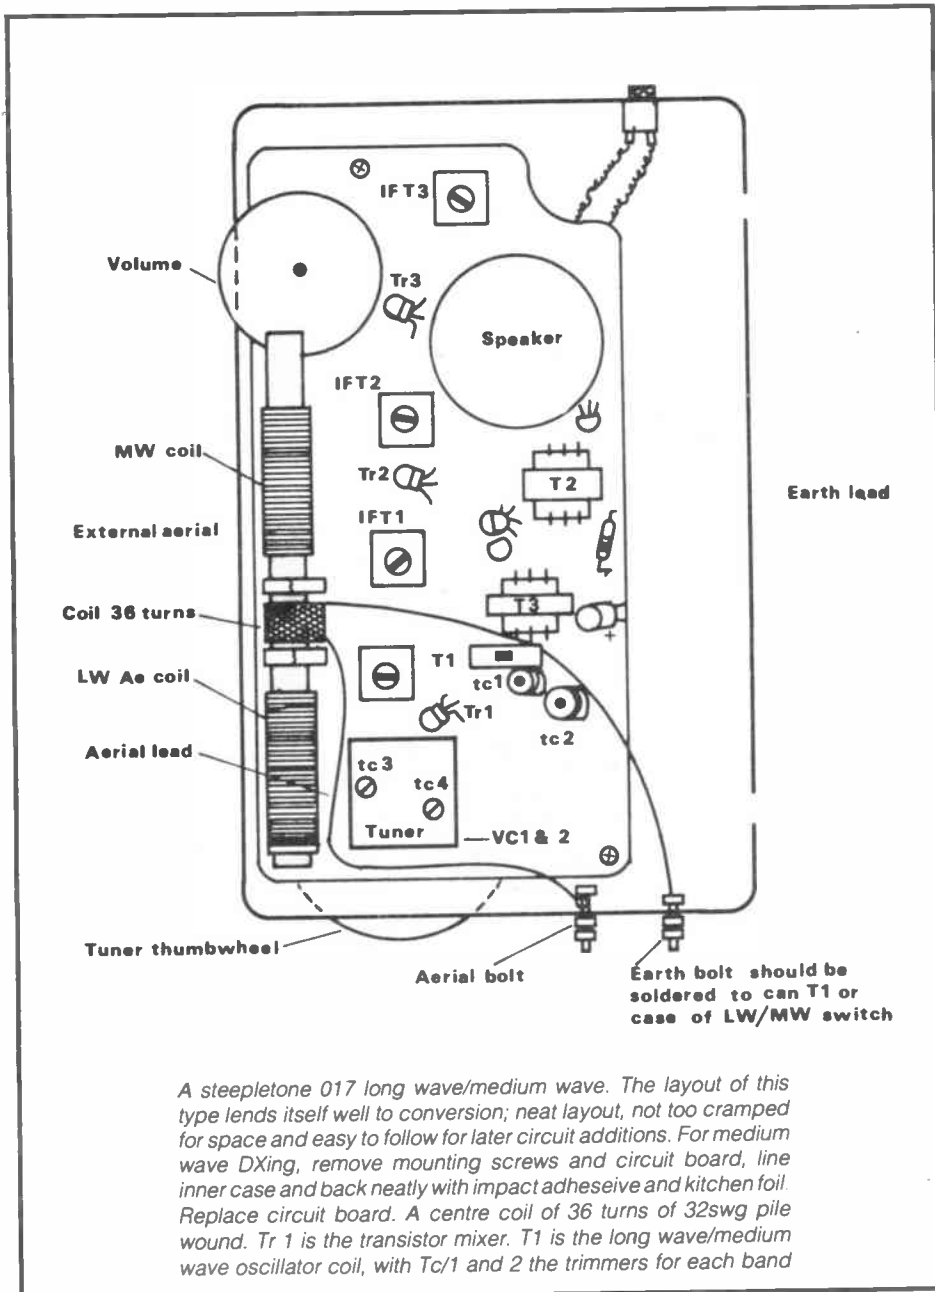 IFT3
Volume
Tr3
Speaker
IFT2
MW coil
Tr2
T2
Earth lead
IFT1
External aerial
Coil 36 turns
T3
+
T1
LW Ae coil
tc1
Tr1
tc2
Aerial lead
tc3
tc4
Tuner
VC1 & 2
Tuner thumbwheel
Aerial bolt
Earth bolt should be
soldered to can T1 or
case of LW/MW switch
A steepletone 017 long wave/medium wave. The layout of this
type lends itself well to conversion; neat layout, not too cramped
for space and easy to follow for later circuit additions. For medium
wave DXing, remove mounting screws and circuit board, line
inner case and back neatly with impact adheseive and kitchen foil.
Replace circuit board. A centre coil of 36 turns of 32swg pile
wound. Tr 1 is the transistor mixer. T1 is the long wave/medium
wave oscillator coil, with Tc/1 and 2 the trimmers for each band